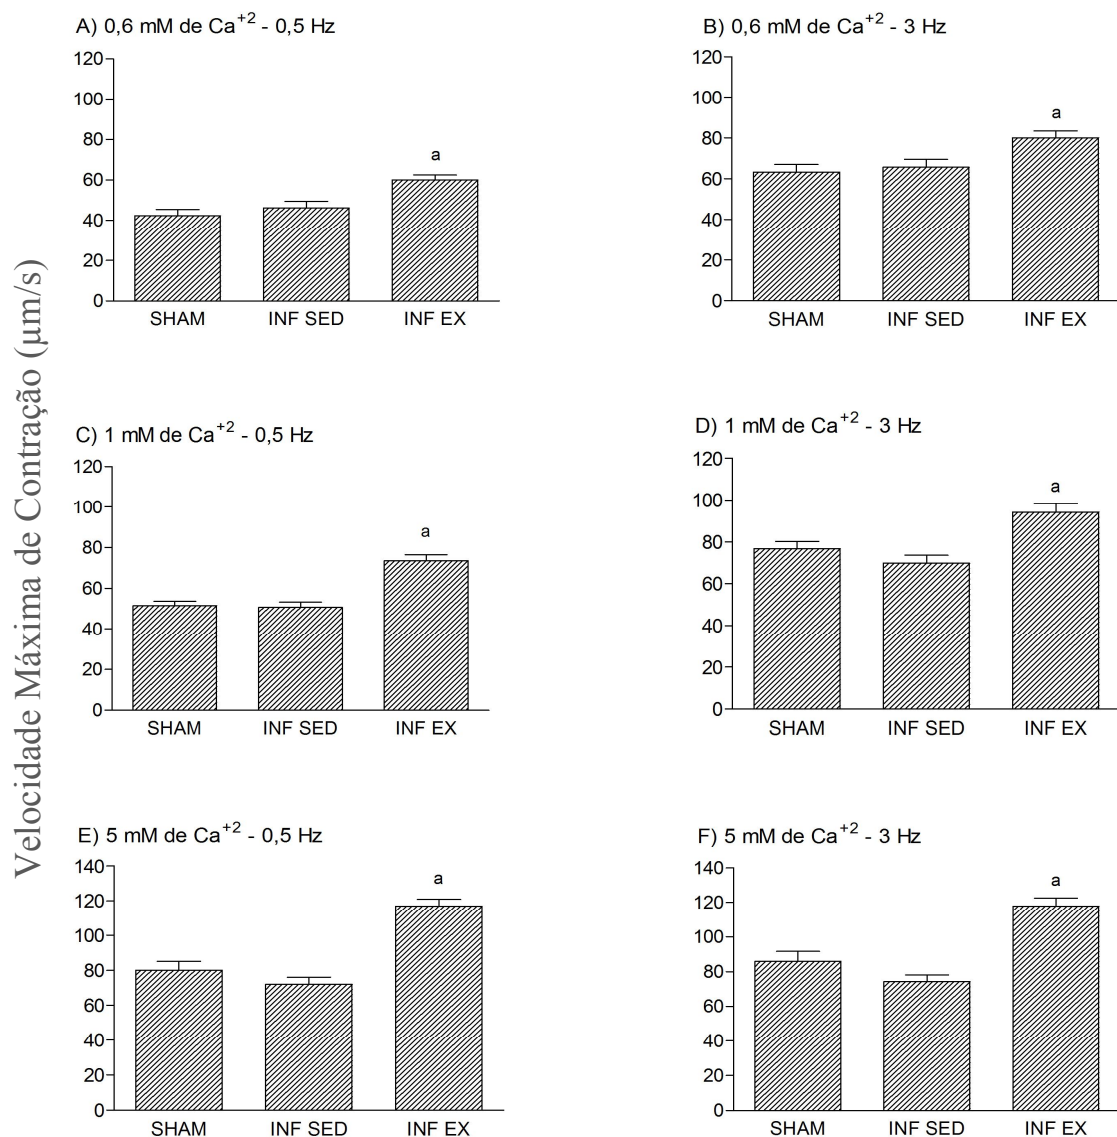 Velocidade Máxima de Contração (µm/s)
A) 0,6 mM de Ca+2 - 0,5 Hz
120
100
80
60
40
20
0
a
SHAM INF SED INF EX
B) 0,6 mM de Ca+2 - 3 Hz
120
100
80
60
40
20
0
a
SHAM INF SED INF EX
C) 1 mM de Ca+2 - 0,5 Hz
120
100
80
60
40
20
0
a
SHAM INF SED INF EX
D) 1 mM de Ca+2 - 3 Hz
120
100
80
60
40
20
0
a
SHAM INF SED INF EX
E) 5 mM de Ca+2 - 0,5 Hz
140
120
100
80
60
40
20
0
a
SHAM INF SED INF EX
F) 5 mM de Ca+2 - 3 Hz
140
120
100
80
60
40
20
0
a
SHAM INF SED INF EX